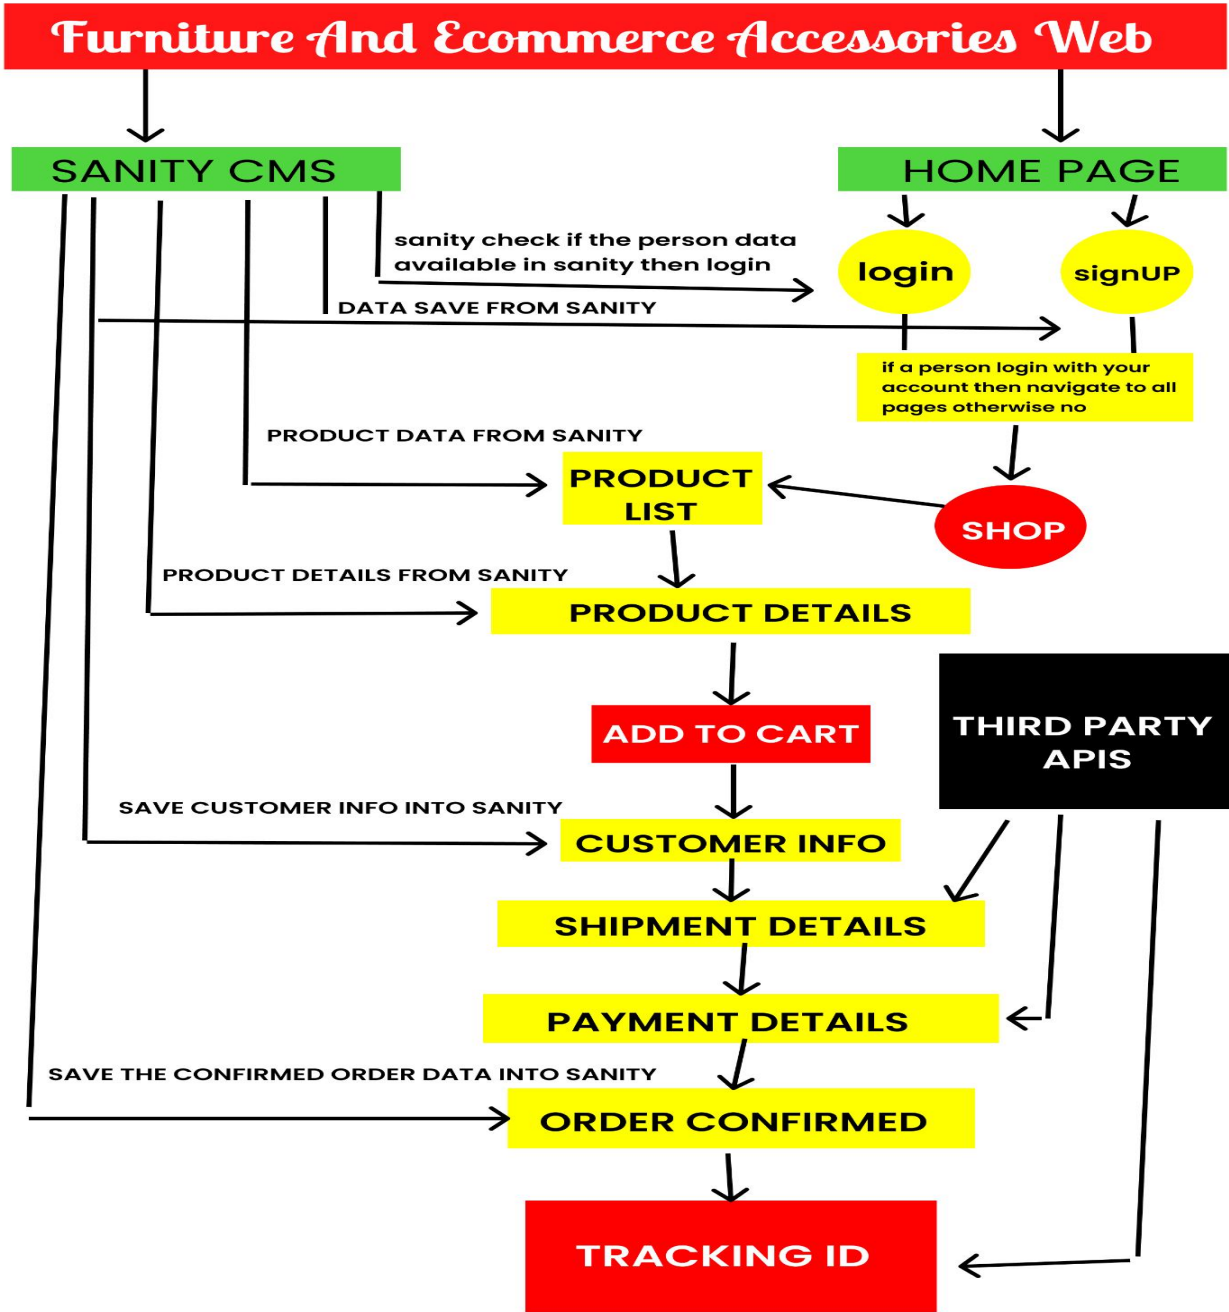 Furniture And Ecommerce Accessories Web
SANITY CMS
HOME PAGE
sanity check if the person data
available in sanity then login
login
signUP
DATA SAVE FROM SANITY
if a person login with your
account then navigate to all
pages otherwise no
PRODUCT DATA FROM SANITY
PRODUCT
LIST
SHOP
PRODUCT DETAILS FROM SANITY
PRODUCT DETAILS
ADD TO CART
THIRD PARTY
APIS
SAVE CUSTOMER INFO INTO SANITY
CUSTOMER INFO
SHIPMENT DETAILS
PAYMENT DETAILS
SAVE THE CONFIRMED ORDER DATA INTO SANITY
ORDER CONFIRMED
TRACKING ID